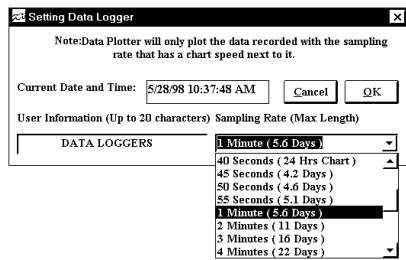 Setting Data Logger
Note:Data Plotter will only plot the data recorded with the sampling
rate that has a chart speed next to it.
Current Date and Time: 5/28/98 10:37:48 AM Cancel OK
User Information (Up to 20 characters) Sampling Rate (Max Length)
DATA LOGGERS 1 Minute ( 5.6 Days )
40 Seconds ( 24 Hrs Chart )
45 Seconds ( 4.2 Days )
50 Seconds ( 4.6 Days )
55 Seconds ( 5.1 Days )
1 Minute ( 5.6 Days )
2 Minutes ( 11 Days )
3 Minutes ( 16 Days )
4 Minutes ( 22 Days )